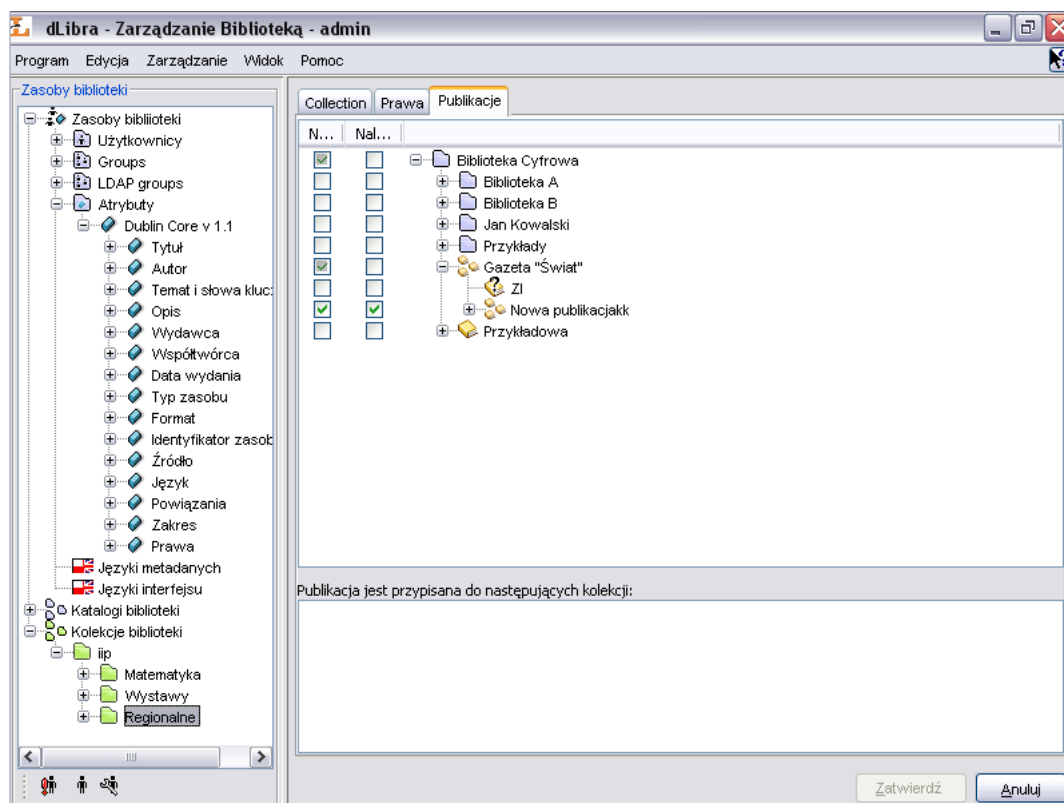 dLibra - Zarządzanie Biblioteką - admin
Program Edycja Zarządzanie Widok Pomoc
Zasoby biblioteki
Zasoby bibliioteki
Użytkownicy
Groups
LDAP groups
Atrybuty
Dublin Core v 1.1
Tytuł
Autor
Temat i słowa klucz
Opis
Wydawca
Współtwórca
Data wydania
Typ zasobu
Format
Identyfikator zasob
Źródło
Język
Powiązania
Zakres
Prawa
Języki metadanych
Języki interfejsu
Katalogi biblioteki
Kolekcje biblioteki
iip
Matematyka
Wystawy
Regionalne
Collection Prawa Publikacje
N... Nal...
Biblioteka Cyfrowa
Biblioteka A
Biblioteka B
Jan Kowalski
Przykłady
Gazeta "Świat"
ZI
Nowa publikacjakk
Przykładowa
Publikacja jest przypisana do następujących kolekcji:
Zatwierdź Anuluj